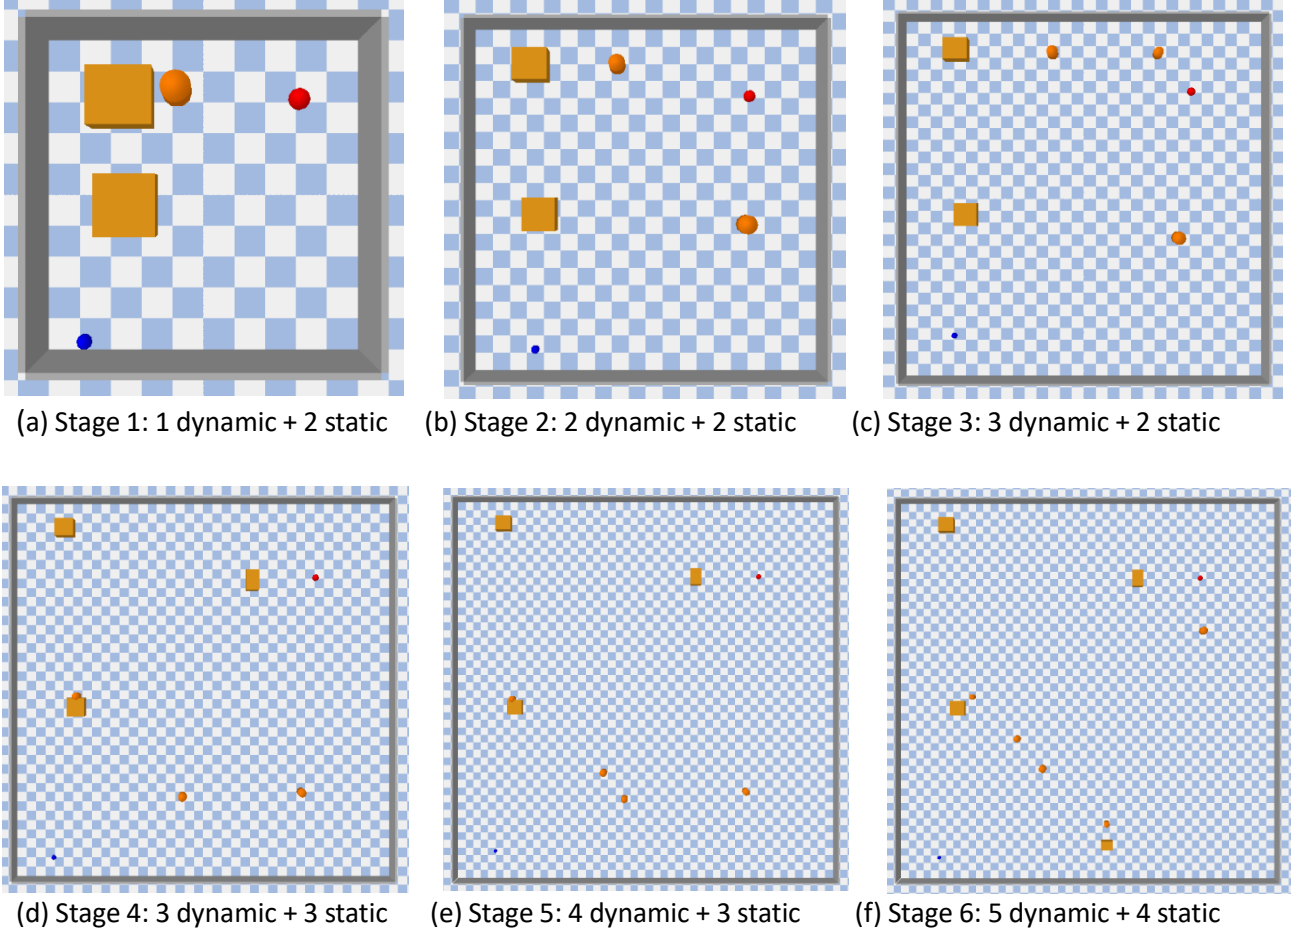 (a) Stage 1: 1 dynamic + 2 static
(b) Stage 2: 2 dynamic + 2 static
(c) Stage 3: 3 dynamic + 2 static
(d) Stage 4: 3 dynamic + 3 static
(e) Stage 5: 4 dynamic + 3 static
(f) Stage 6: 5 dynamic + 4 static